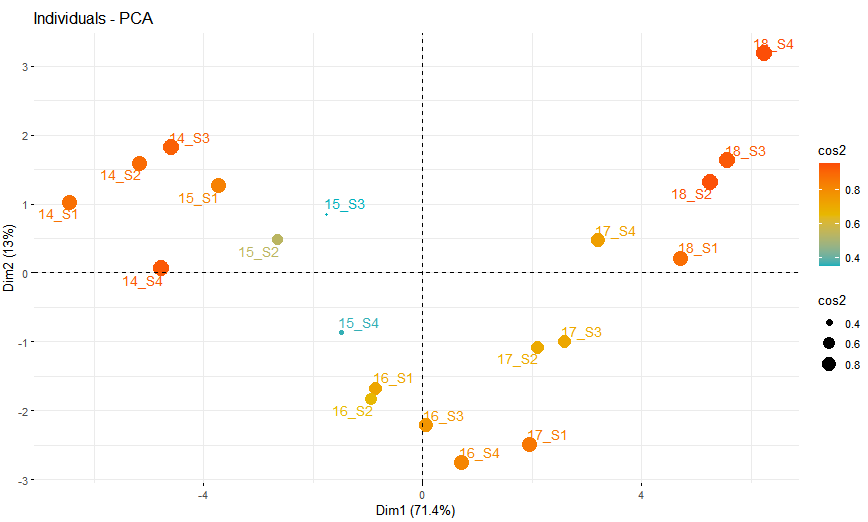 Individuals - PCA
18_S4
14_S3
18_S3
14_S2
18_S2
15_S1
14_S1
15_S3
17_S4
15_S2
18_S1
14_S4
15_S4
17_S3
17_S2
16_S1
16_S2
16_S3
17_S1
16_S4
3
2
1
0
-1
-2
-3
Dim2 (13%)
-4
0
4
Dim1 (71.4%)
cos2
0.8
0.6
0.4
cos2
0.4
0.6
0.8